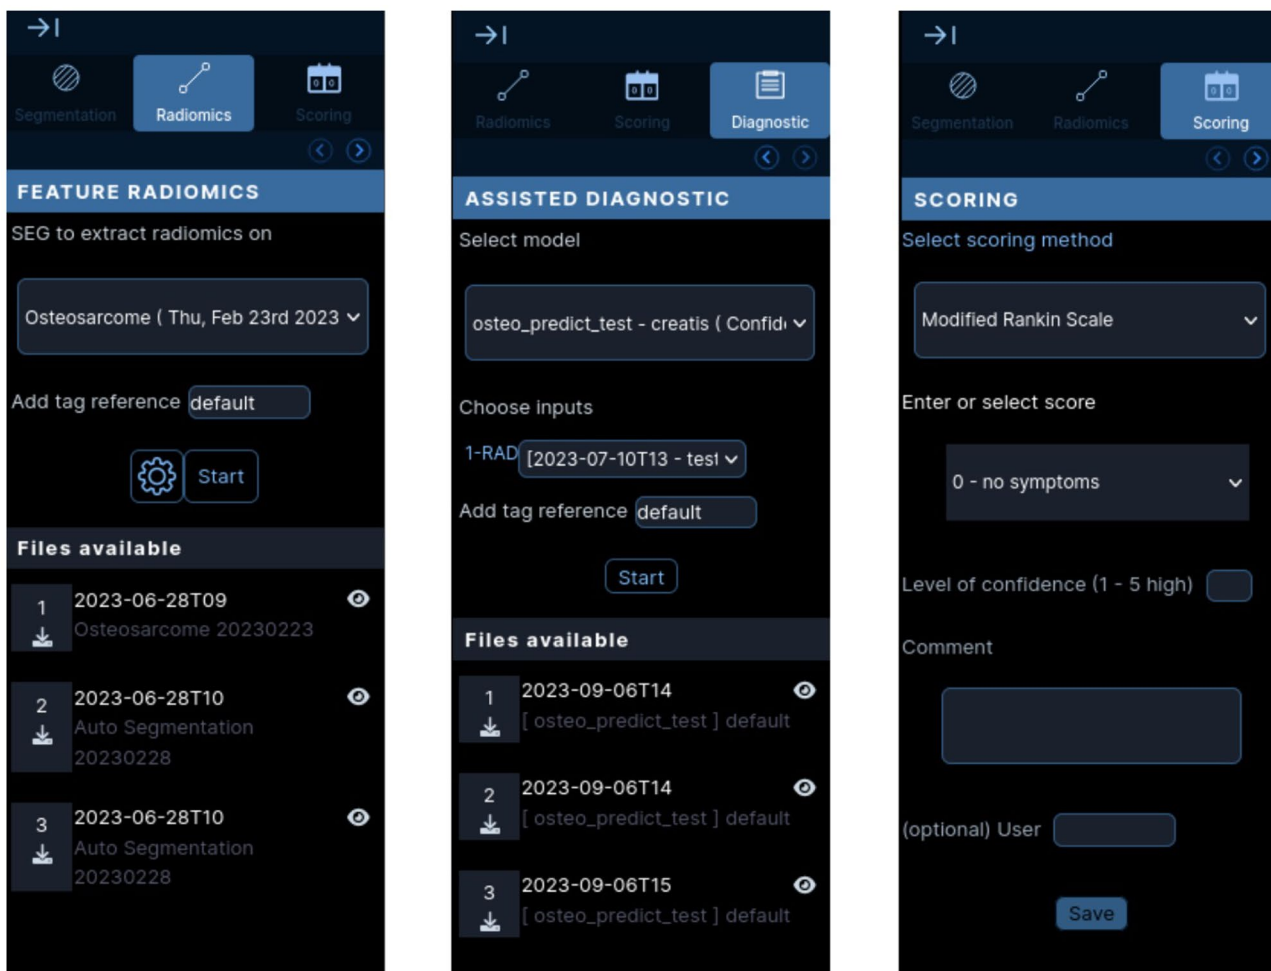 Segmentation Radiomics Scoring
FEATURE RADIOMICS
SEG to extract radiomics on
Osteosarcome ( Thu, Feb 23rd 2023
Add tag reference default
Start
Files available
1 2023-06-28T09
Osteosarcome 20230223
2 2023-06-28T10
Auto Segmentation
20230228
3 2023-06-28T10
Auto Segmentation
20230228
Radiomics Scoring Diagnostic
ASSISTED DIAGNOSTIC
Select model
osteo_predict_test - creatis ( Confid
Choose inputs
1-RAD [2023-07-10T13 - test
Add tag reference default
Start
Files available
1 2023-09-06T14
[ osteo_predict_test ] default
2 2023-09-06T14
[ osteo_predict_test ] default
3 2023-09-06T15
[ osteo_predict_test ] default
Segmentation Radiomics Scoring
SCORING
Select scoring method
Modified Rankin Scale
Enter or select score
0 - no symptoms
Level of confidence (1 - 5 high)
Comment
(optional) User
Save